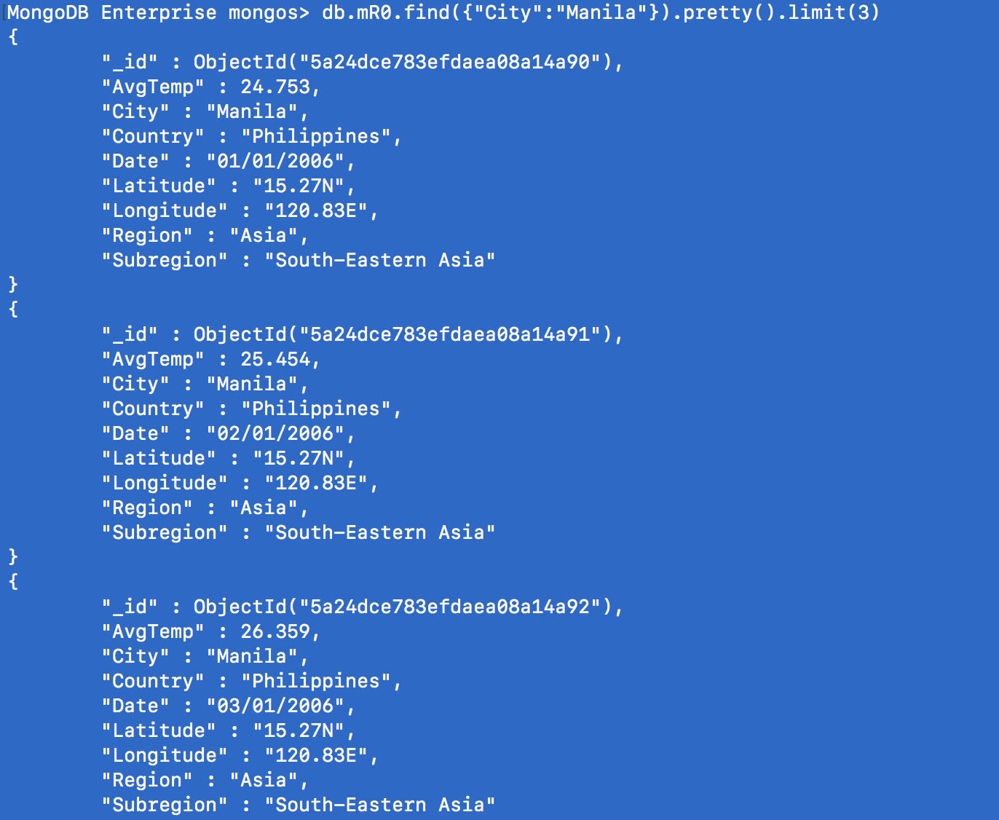 MongoDB Enterprise mongos> db.mR0.find({"City":"Manila"}).pretty().limit(3)
{
"_id" : ObjectId("5a24dce783efdaea08a14a90"),
"AvgTemp" : 24.753,
"City" : "Manila",
"Country" : "Philippines",
"Date" : "01/01/2006",
"Latitude" : "15.27N",
"Longitude" : "120.83E",
"Region" : "Asia",
"Subregion" : "South-Eastern Asia"
}
{
"_id" : ObjectId("5a24dce783efdaea08a14a91"),
"AvgTemp" : 25.454,
"City" : "Manila",
"Country" : "Philippines",
"Date" : "02/01/2006",
"Latitude" : "15.27N",
"Longitude" : "120.83E",
"Region" : "Asia",
"Subregion" : "South-Eastern Asia"
}
{
"_id" : ObjectId("5a24dce783efdaea08a14a92"),
"AvgTemp" : 26.359,
"City" : "Manila",
"Country" : "Philippines",
"Date" : "03/01/2006",
"Latitude" : "15.27N",
"Longitude" : "120.83E",
"Region" : "Asia",
"Subregion" : "South-Eastern Asia"